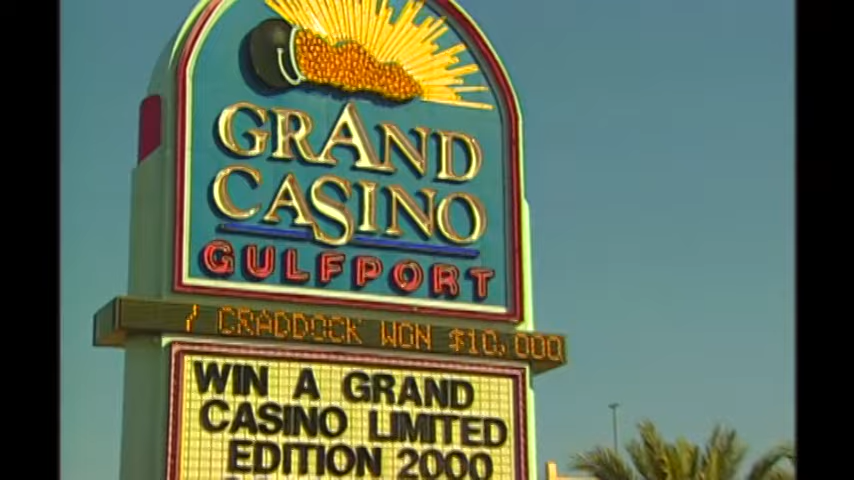 GRAND
CASINO
GULFPORT
CRADDOCK WON $10,000
WIN A GRAND
CASINO LIMITED
EDITION 2000